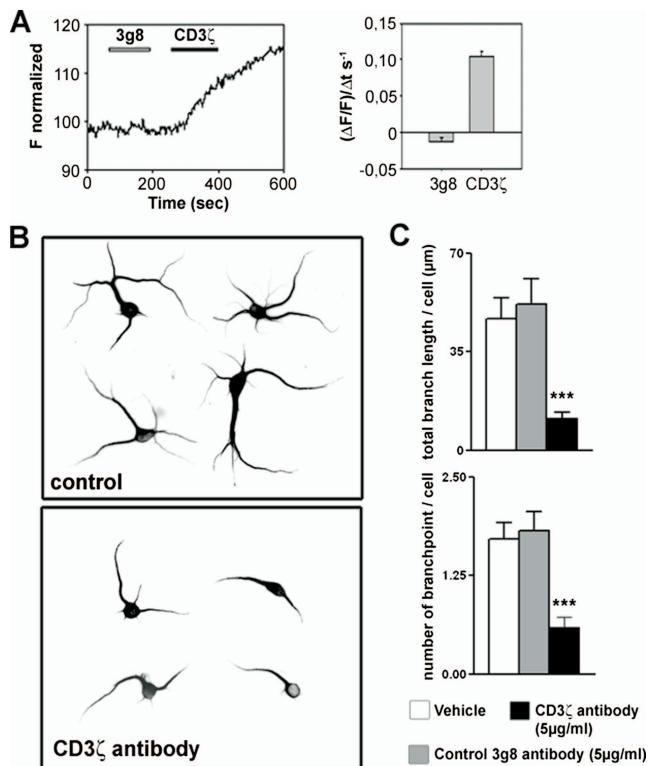 A
3g8
CD3ζ
F normalized
120
110
100
90
0
200
400
600
Time (sec)
(ΔF/F)/Δt s-1
0,15
0,10
0,05
0
-0,05
3g8 CD3ζ
B
control
CD3ζ antibody
C
total branch length / cell (µm)
70
35
0
***
number of branchpoint / cell
2.50
1.25
0.00
***
Vehicle
CD3ζ antibody
(5µg/ml)
Control 3g8 antibody (5µg/ml)